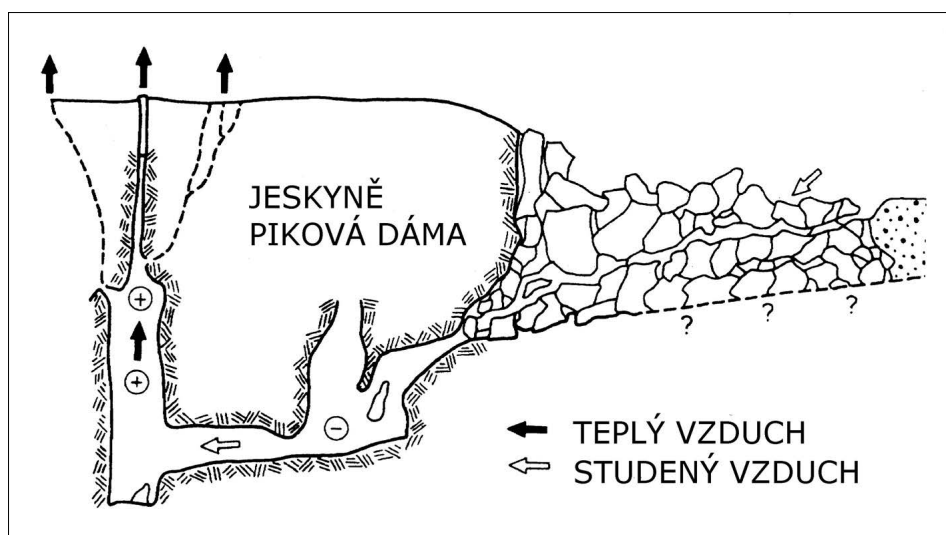 JESKYNĚ
PIKOVÁ DÁMA
+
+
−
? ? ?
TEPLÝ VZDUCH
STUDENÝ VZDUCH